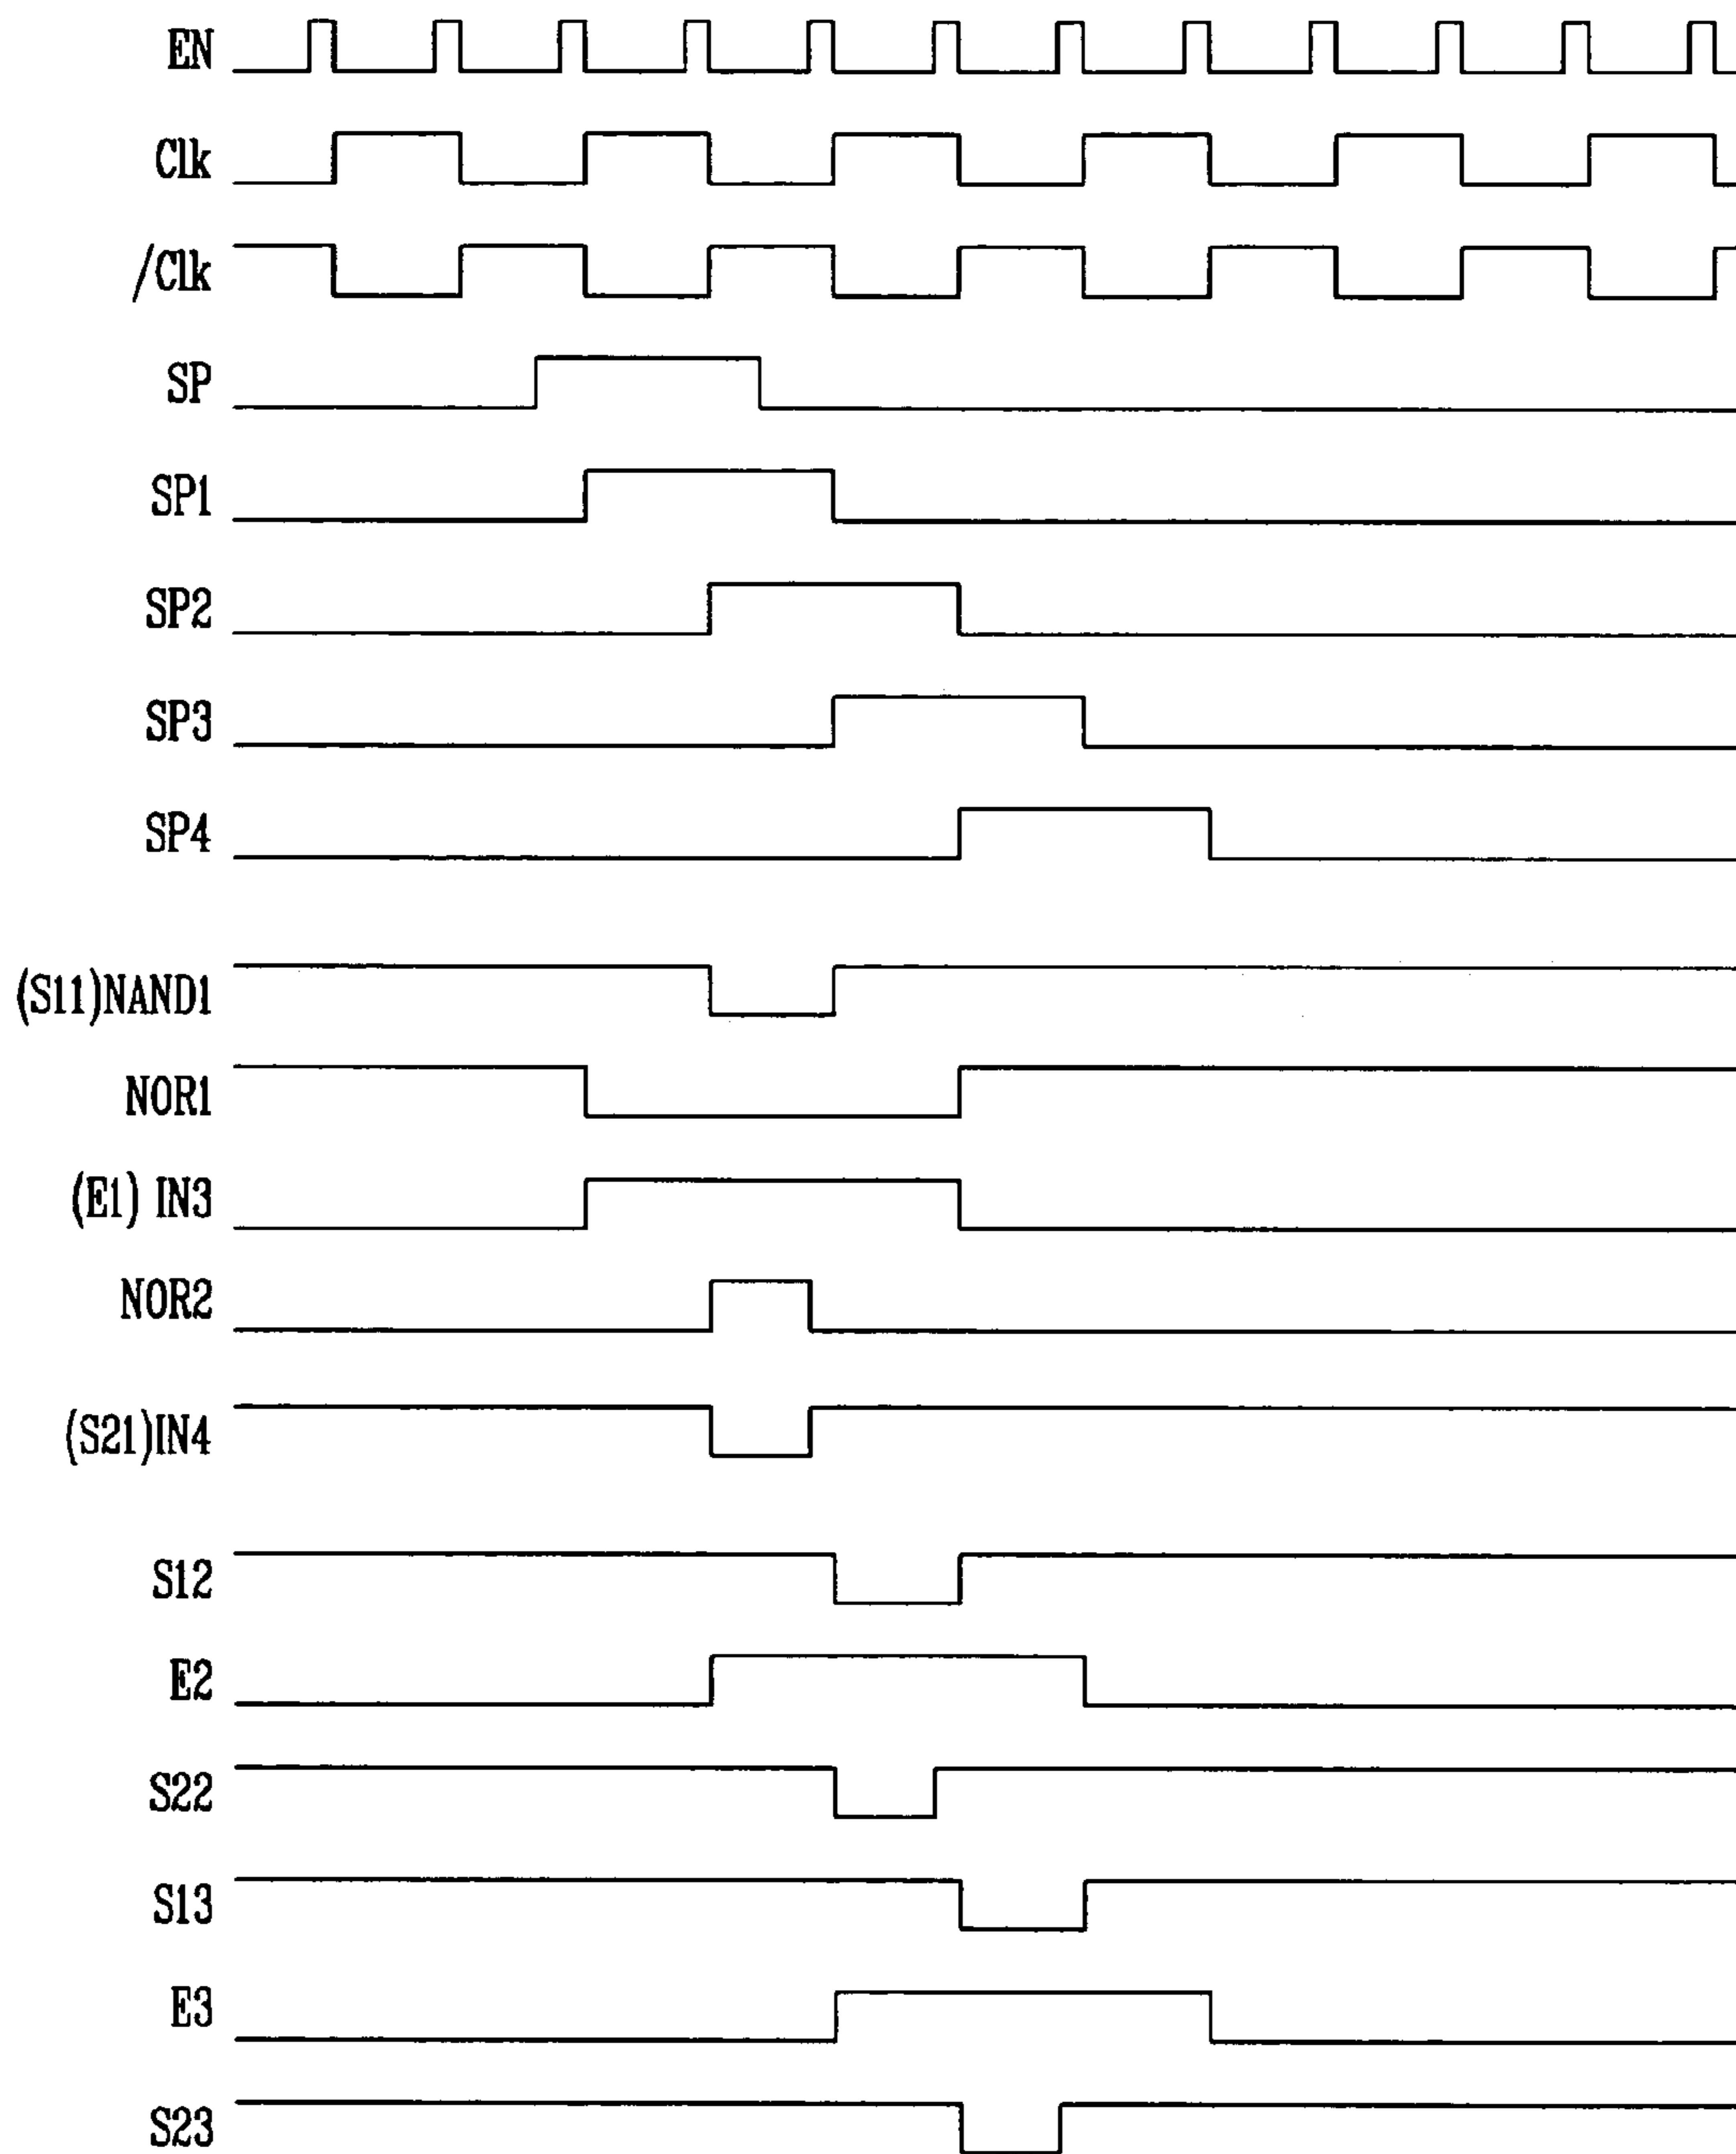 EN
Clk
/Clk
SP
SP1
SP2
SP3
SP4
(S11)NAND1
NOR1
(E1) IN3
NOR2
(S21)IN4
S12
E2
S22
S13
E3
S23